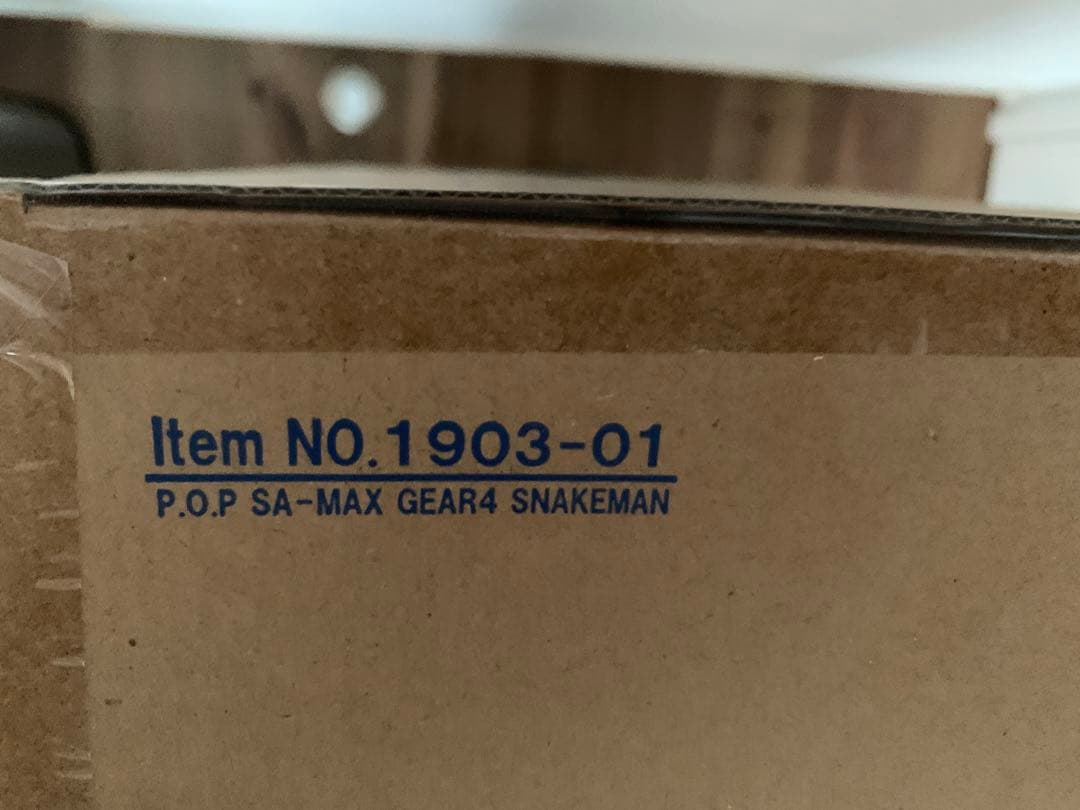 Item NO.1903-01
P.O.P SA-MAX GEAR4 SNAKEMAN